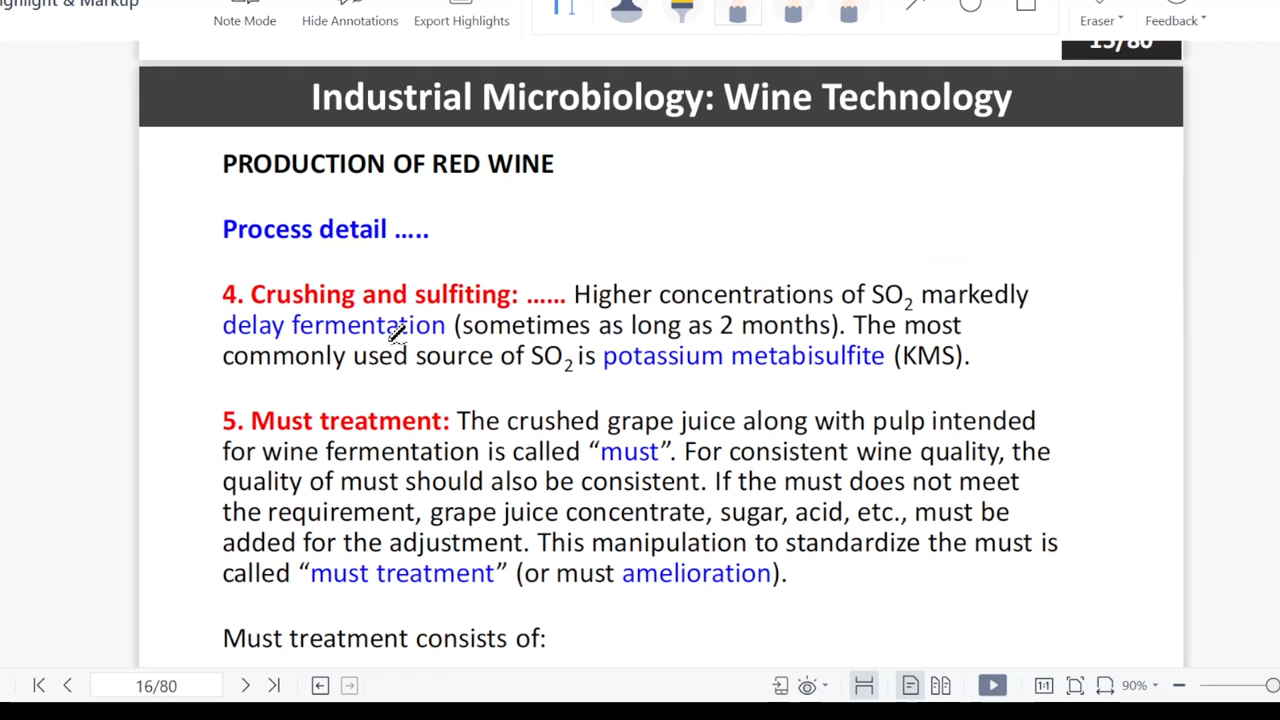 ighlight & Markup
Note Mode
Hide Annotations
Export Highlights
Eraser
Feedback
15/80
Industrial Microbiology: Wine Technology
PRODUCTION OF RED WINE
Process detail .....
4. Crushing and sulfiting: ...... Higher concentrations of SO₂ markedly
delay fermentation (sometimes as long as 2 months). The most
commonly used source of SO₂ is potassium metabisulfite (KMS).
5. Must treatment: The crushed grape juice along with pulp intended
for wine fermentation is called “must”. For consistent wine quality, the
quality of must should also be consistent. If the must does not meet
the requirement, grape juice concentrate, sugar, acid, etc., must be
added for the adjustment. This manipulation to standardize the must is
called “must treatment” (or must amelioration).
Must treatment consists of:
16/80
1:1
90%